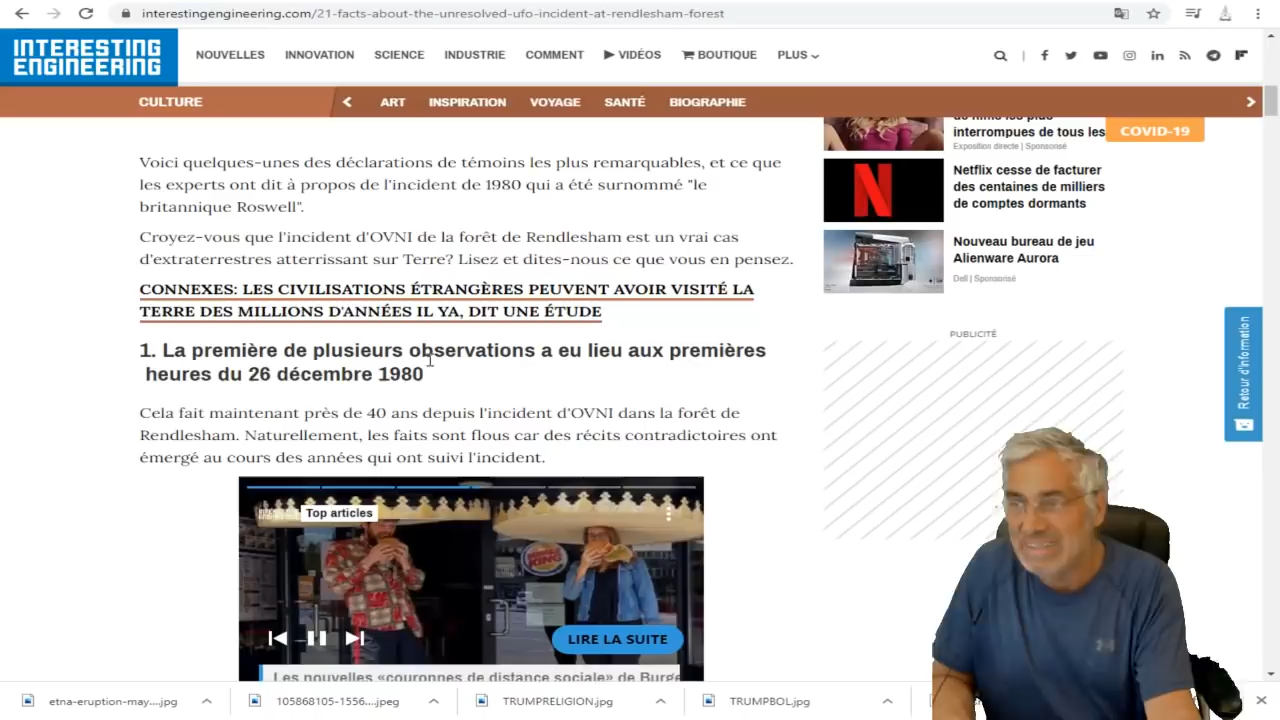 interestingengineering.com/21-facts-about-the-unresolved-ufo-incident-at-rendlesham-forest
INTERESTING
ENGINEERING
NOUVELLES INNOVATION SCIENCE INDUSTRIE COMMENT VIDÉOS BOUTIQUE PLUS
CULTURE ART INSPIRATION VOYAGE SANTÉ BIOGRAPHIE
Voici quelques-unes des déclarations de témoins les plus remarquables, et ce que
les experts ont dit à propos de l'incident de 1980 qui a été surnommé "le
britannique Roswell".
Croyez-vous que l'incident d'OVNI de la forêt de Rendlesham est un vrai cas
d'extraterrestres atterrissant sur Terre? Lisez et dites-nous ce que vous en pensez.
CONNEXES: LES CIVILISATIONS ÉTRANGÈRES PEUVENT AVOIR VISITÉ LA
TERRE DES MILLIONS D'ANNÉES IL YA, DIT UNE ÉTUDE
1. La première de plusieurs observations a eu lieu aux premières
heures du 26 décembre 1980
Cela fait maintenant près de 40 ans depuis l'incident d'OVNI dans la forêt de
Rendlesham. Naturellement, les faits sont flous car des récits contradictoires ont
émergé au cours des années qui ont suivi l'incident.
Top articles
BURGER KING
LIRE LA SUITE
Les nouvelles «couronnes de distance sociale» de Burge
de films les plus
interrompues de tous les
Exposition directe | Sponsorisé
COVID-19
N
Netflix cesse de facturer
des centaines de milliers
de comptes dormants
Nouveau bureau de jeu
Alienware Aurora
Dell | Sponsorisé
PUBLICITÉ
Retour d'information
etna-eruption-may....jpg 105868105-1556....jpeg TRUMPRELIGION.jpg TRUMPBOL.jpg